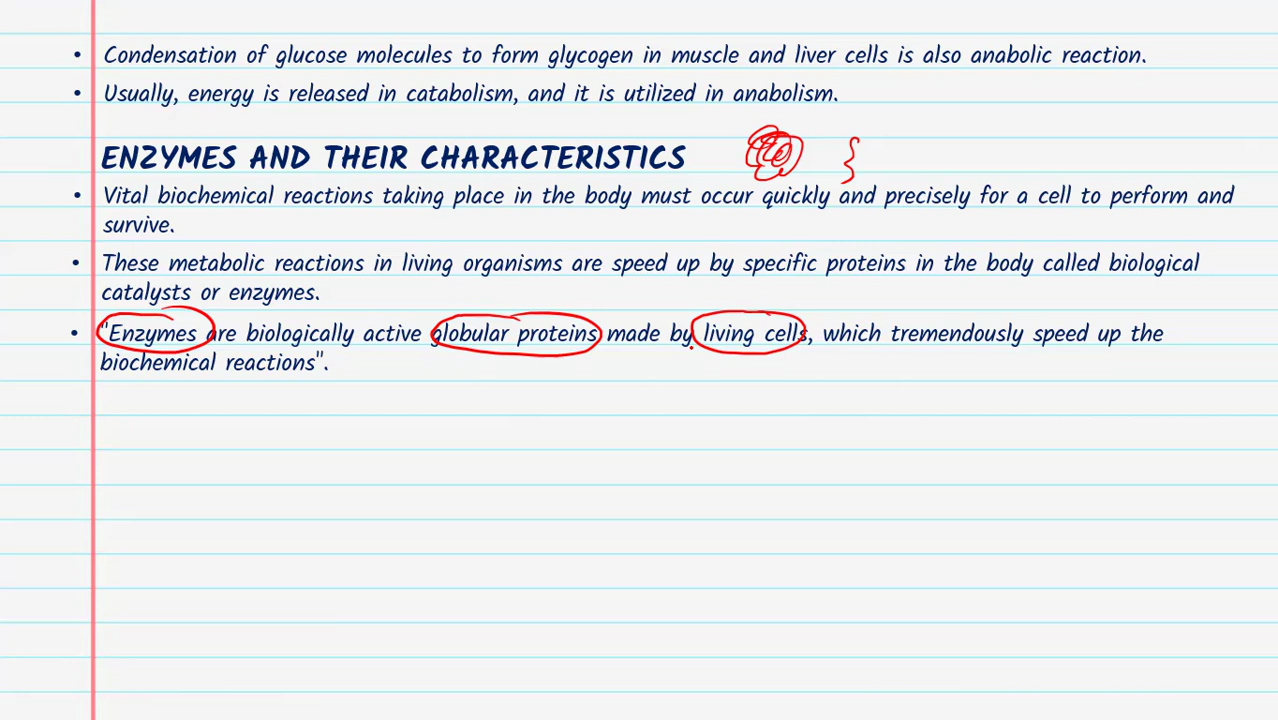 • Condensation of glucose molecules to form glycogen in muscle and liver cells is also anabolic reaction.
• Usually, energy is released in catabolism, and it is utilized in anabolism.
ENZYMES AND THEIR CHARACTERISTICS
• Vital biochemical reactions taking place in the body must occur quickly and precisely for a cell to perform and
survive.
• These metabolic reactions in living organisms are speed up by specific proteins in the body called biological
catalysts or enzymes.
• "Enzymes are biologically active globular proteins made by living cells, which tremendously speed up the
biochemical reactions".